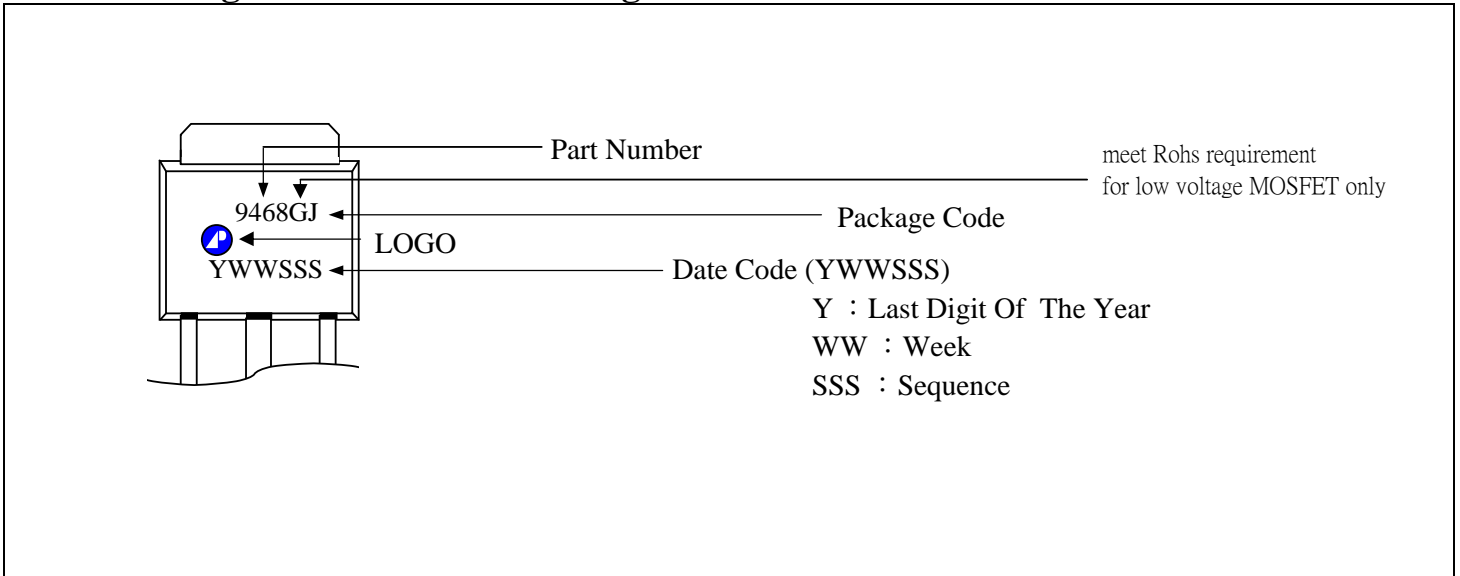 Part Number
meet Rohs requirement
for low voltage MOSFET only
9468GJ
Package Code
LOGO
YWWSSS
Date Code (YWWSSS)
Y：Last Digit Of The Year
WW：Week
SSS：Sequence